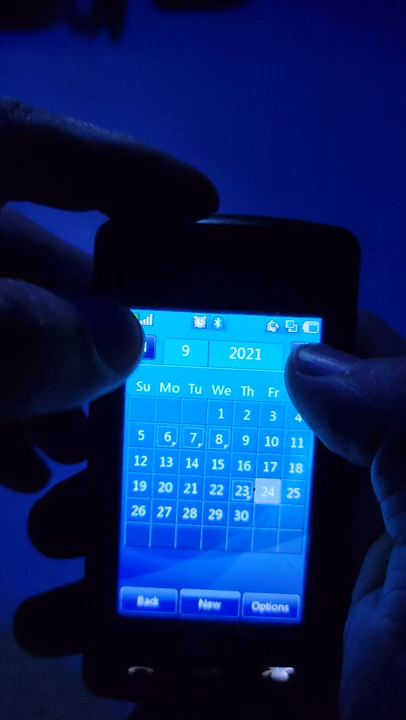 9 2021
Su Mo Tu We Th Fr
1 2 3 4
5 6 7 8 9 10 11
12 13 14 15 16 17 18
19 20 21 22 23 24 25
26 27 28 29 30
Back New Options